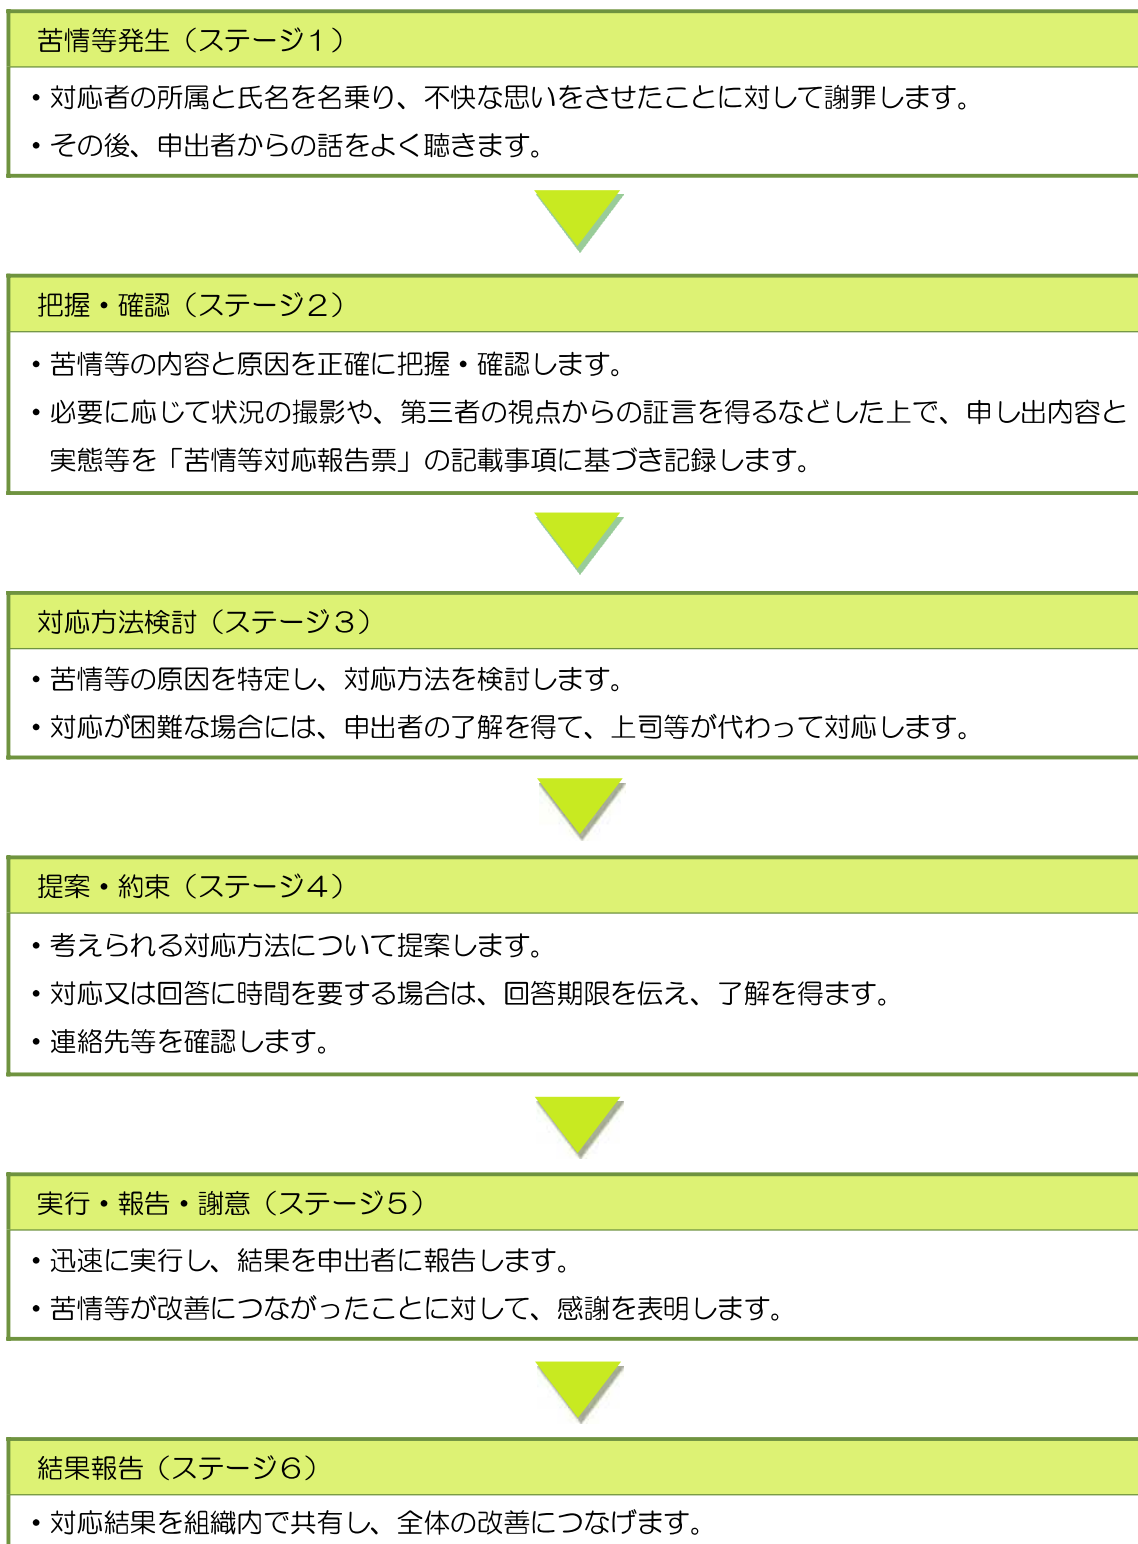 苦情等発生（ステージ１）
・対応者の所属と氏名を名乗り、不快な思いをさせたことに対して謝罪します。
・その後、申出者からの話をよく聴きます。
把握・確認（ステージ２）
・苦情等の内容と原因を正確に把握・確認します。
・必要に応じて状況の撮影や、第三者の視点からの証言を得るなどした上で、申し出内容と
実態等を「苦情等対応報告票」の記載事項に基づき記録します。
対応方法検討（ステージ３）
・苦情等の原因を特定し、対応方法を検討します。
・対応が困難な場合には、申出者の了解を得て、上司等が代わって対応します。
提案・約束（ステージ４）
・考えられる対応方法について提案します。
・対応又は回答に時間を要する場合は、回答期限を伝え、了解を得ます。
・連絡先等を確認します。
実行・報告・謝意（ステージ５）
・迅速に実行し、結果を申出者に報告します。
・苦情等が改善につながったことに対して、感謝を表明します。
結果報告（ステージ６）
・対応結果を組織内で共有し、全体の改善につなげます。